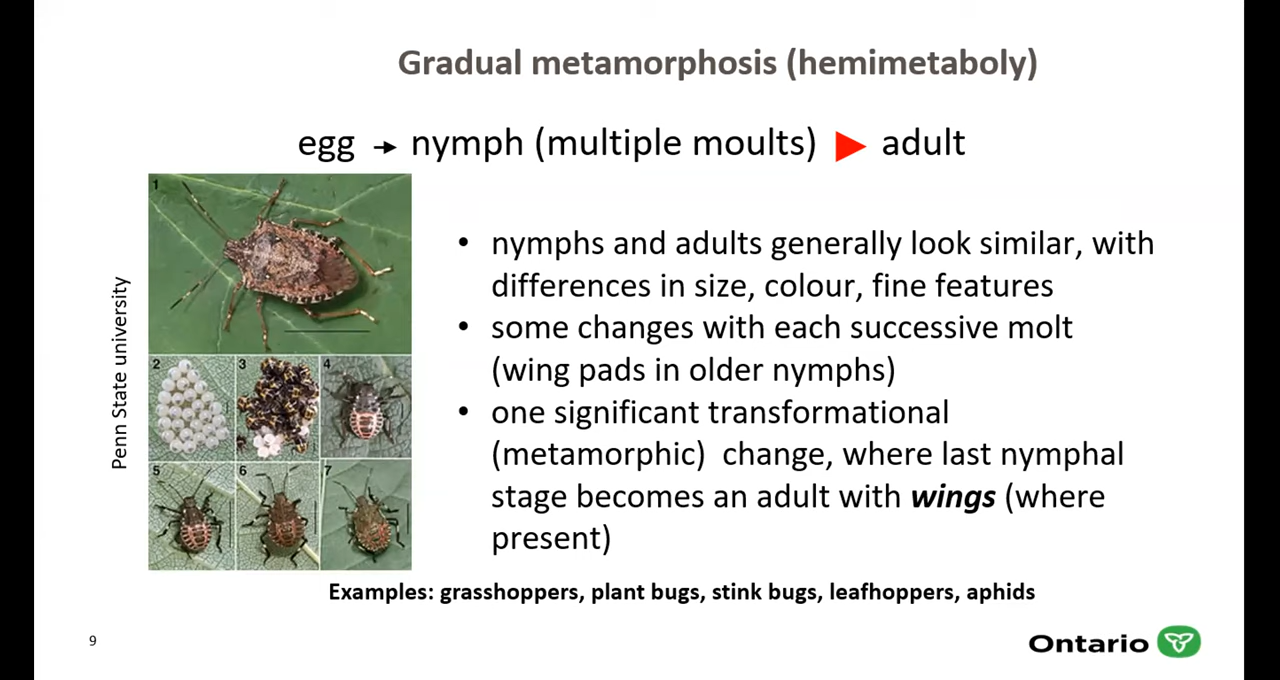 Gradual metamorphosis (hemimetaboly)
egg → nymph (multiple moults) ▶ adult
Penn State university
1
2
3
4
5
6
7
• nymphs and adults generally look similar, with
differences in size, colour, fine features
• some changes with each successive molt
(wing pads in older nymphs)
• one significant transformational
(metamorphic) change, where last nymphal
stage becomes an adult with wings (where
present)
Examples: grasshoppers, plant bugs, stink bugs, leafhoppers, aphids
9
Ontario